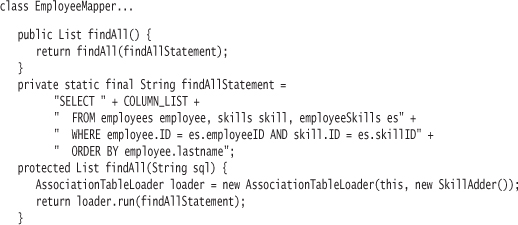 class EmployeeMapper...
public List findAll() {
return findAll(findAllStatement);
}
private static final String findAllStatement =
"SELECT " + COLUMN_LIST +
" FROM employees employee, skills skill, employeeSkills es" +
" WHERE employee.ID = es.employeeID AND skill.ID = es.skillID" +
" ORDER BY employee.lastname";
protected List findAll(String sql) {
AssociationTableLoader loader = new AssociationTableLoader(this, new SkillAdder());
return loader.run(findAllStatement);
}